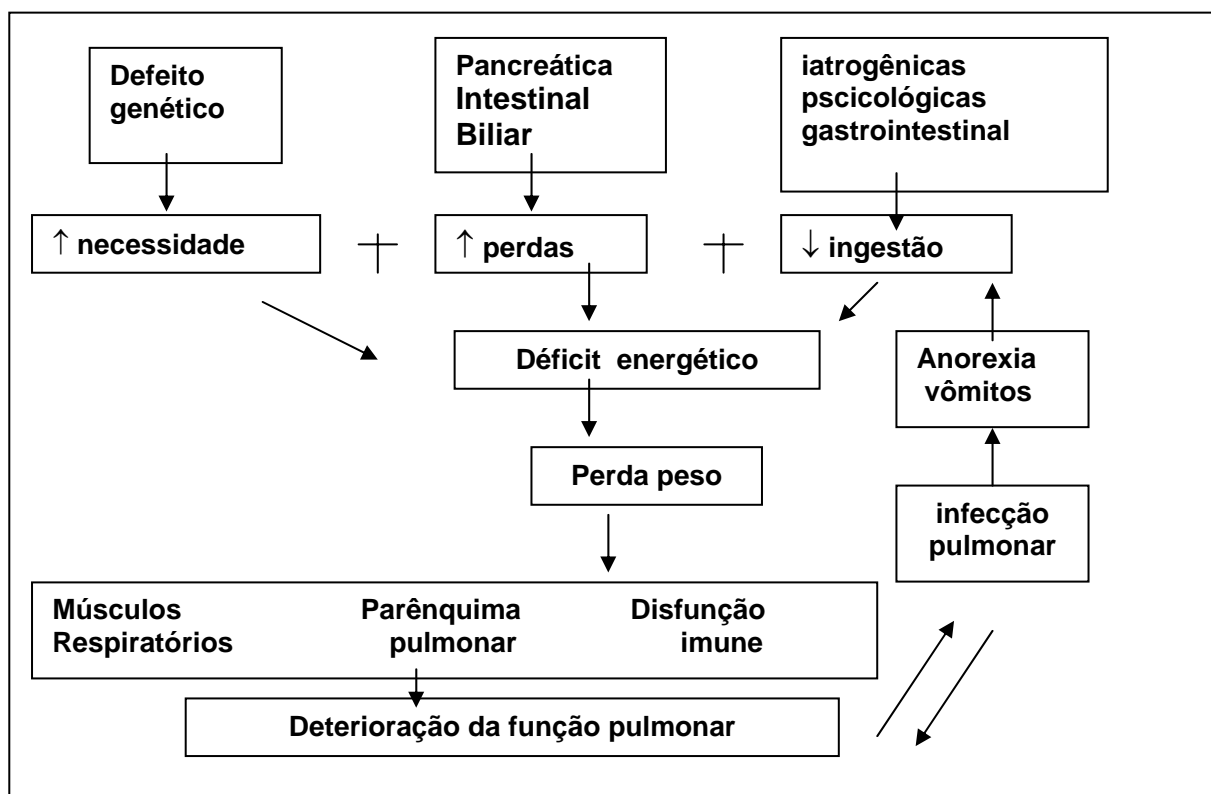 Defeito
genético
Pancreática
Intestinal
Biliar
iatrogênicas
pscicológicas
gastrointestinal
↑ necessidade
+
↑ perdas
+
↓ ingestão
Déficit energético
Anorexia
vômitos
Perda peso
infecção
pulmonar
Músculos Parênquima Disfunção
Respiratórios pulmonar imune
Deterioração da função pulmonar